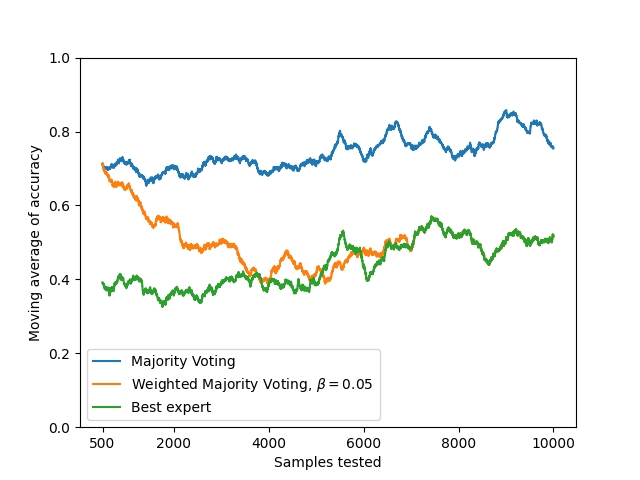 1.0
0.8
0.6
0.4
0.2
0.0
Moving average of accuracy
Majority Voting
Weighted Majority Voting, β = 0.05
Best expert
500 2000 4000 6000 8000 10000
Samples tested